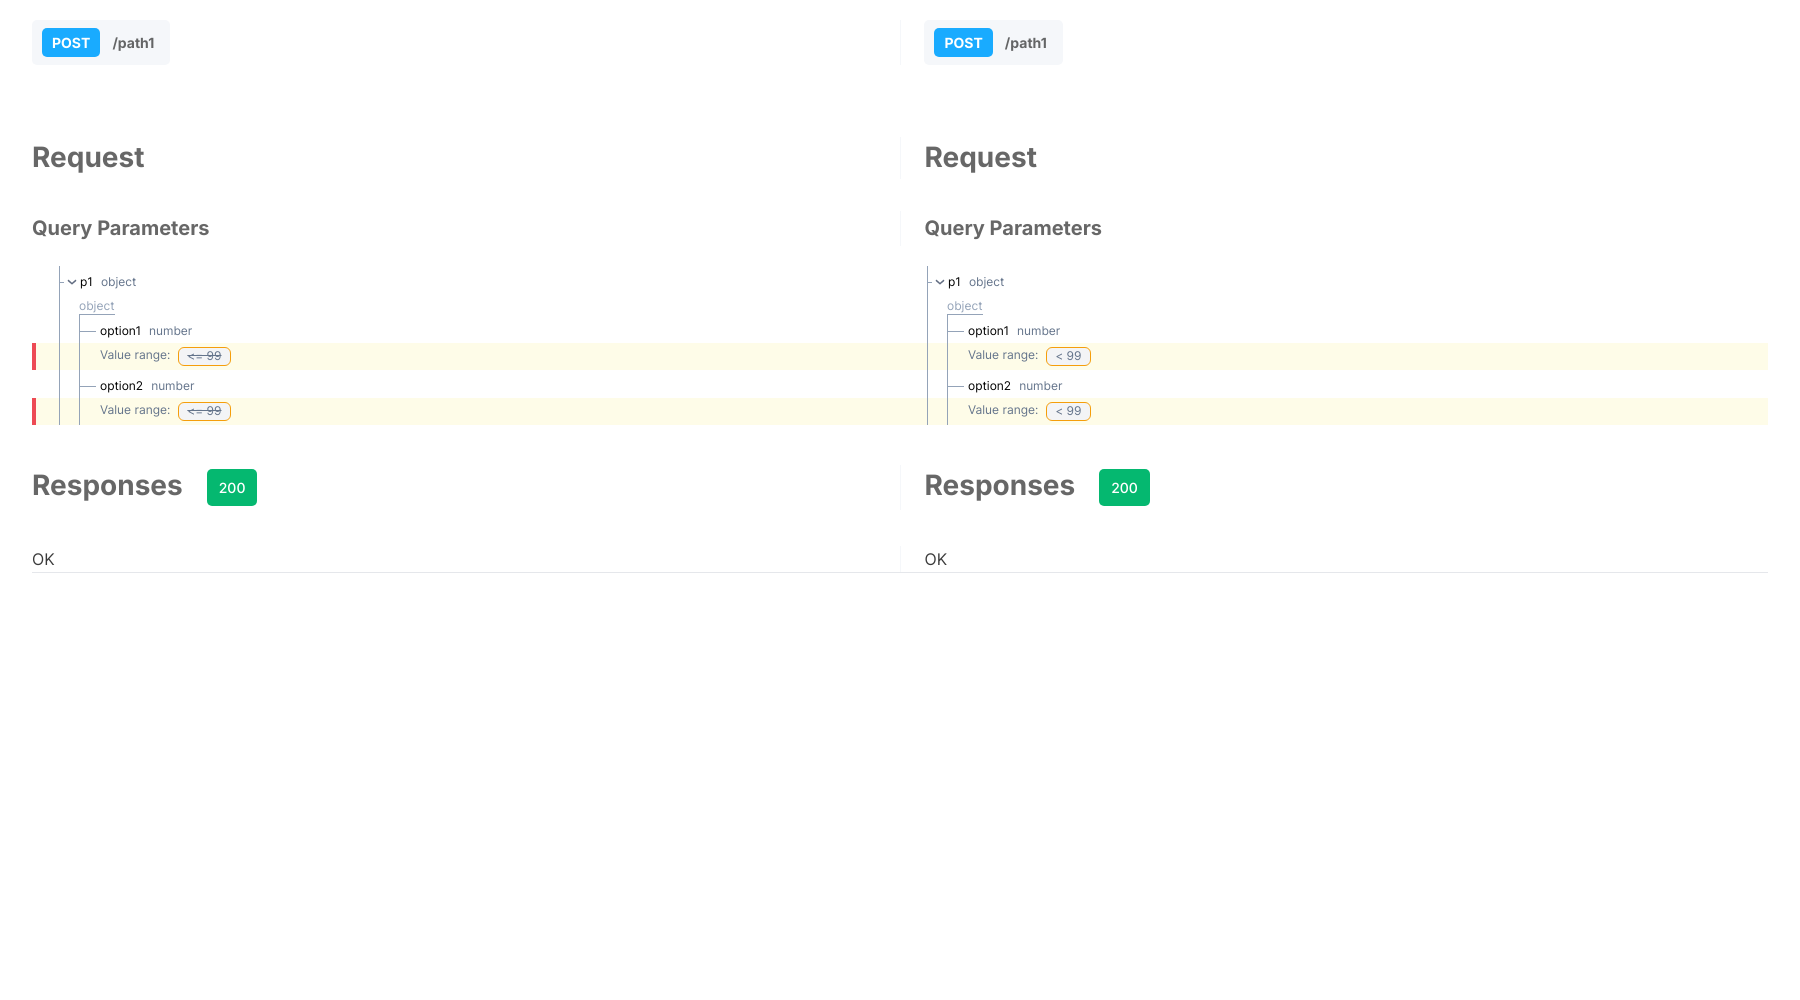 POST /path1 POST /path1
Request Request
Query Parameters Query Parameters
p1 object p1 object
object object
option1 number option1 number
Value range: <= 99 Value range: < 99
option2 number option2 number
Value range: <= 99 Value range: < 99
Responses 200 Responses 200
OK OK